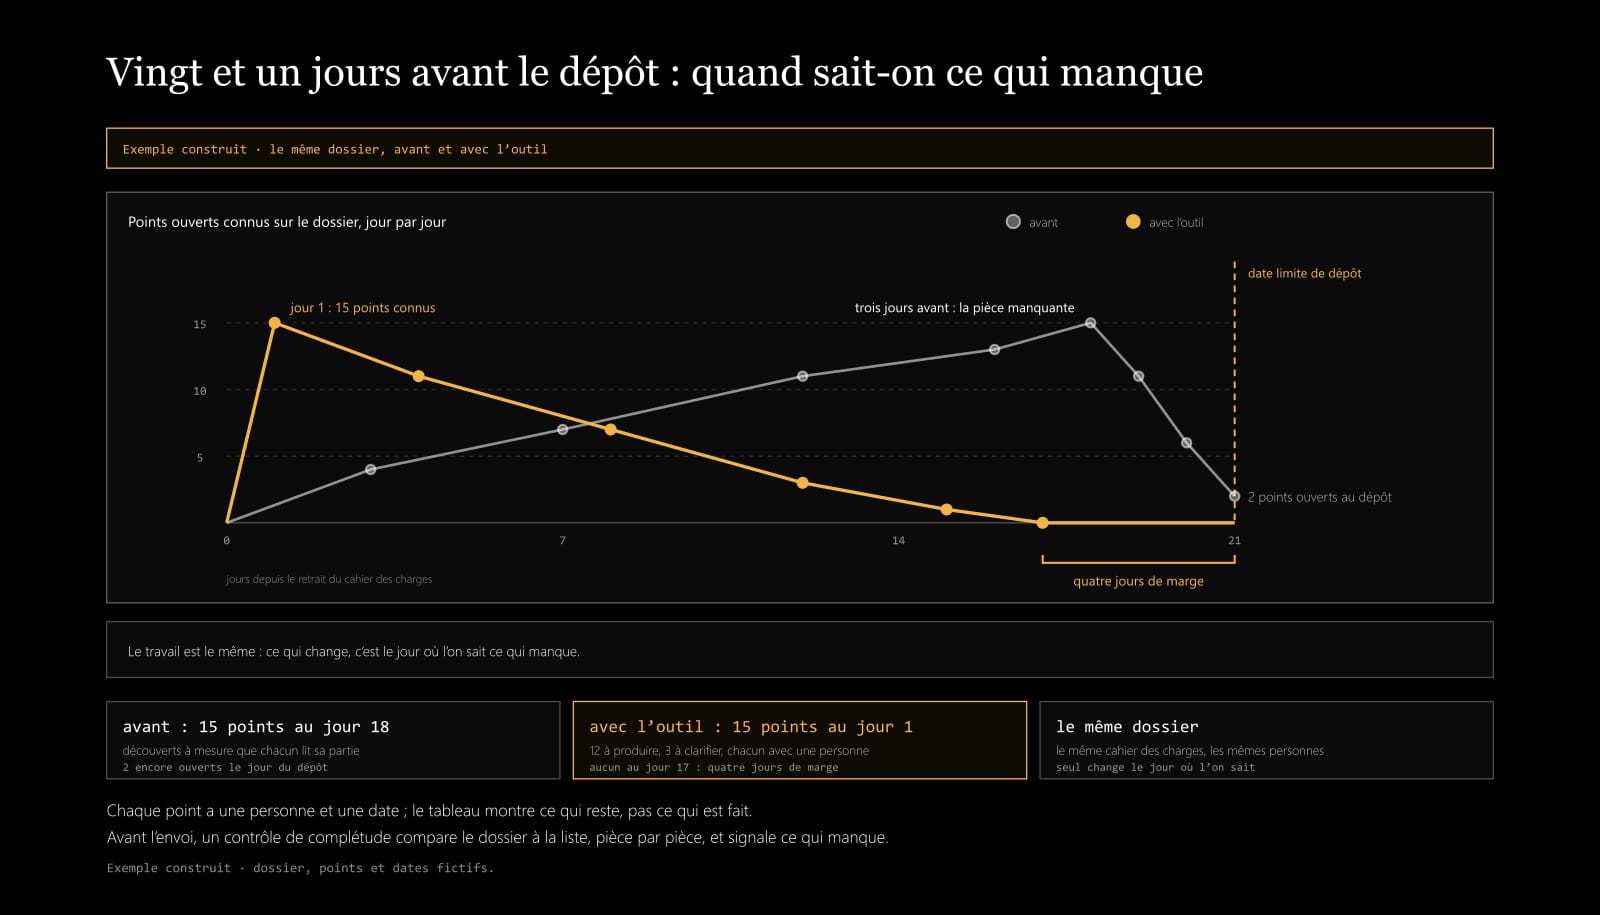 Vingt et un jours avant le dépôt : quand sait-on ce qui manque
Exemple construit · le même dossier, avant et avec l’outil
Points ouverts connus sur le dossier, jour par jour
avant
avec l’outil
date limite de dépôt
jour 1 : 15 points connus
trois jours avant : la pièce manquante
15
10
5
2 points ouverts au dépôt
0
7
14
21
jours depuis le retrait du cahier des charges
quatre jours de marge
Le travail est le même : ce qui change, c’est le jour où l’on sait ce qui manque.
avant : 15 points au jour 18
découverts à mesure que chacun lit sa partie
2 encore ouverts le jour du dépôt
avec l’outil : 15 points au jour 1
12 à produire, 3 à clarifier, chacun avec une personne
aucun au jour 17 : quatre jours de marge
le même dossier
le même cahier des charges, les mêmes personnes
seul change le jour où l’on sait
Chaque point a une personne et une date ; le tableau montre ce qui reste, pas ce qui est fait.
Avant l’envoi, un contrôle de complétude compare le dossier à la liste, pièce par pièce, et signale ce qui manque.
Exemple construit · dossier, points et dates fictifs.